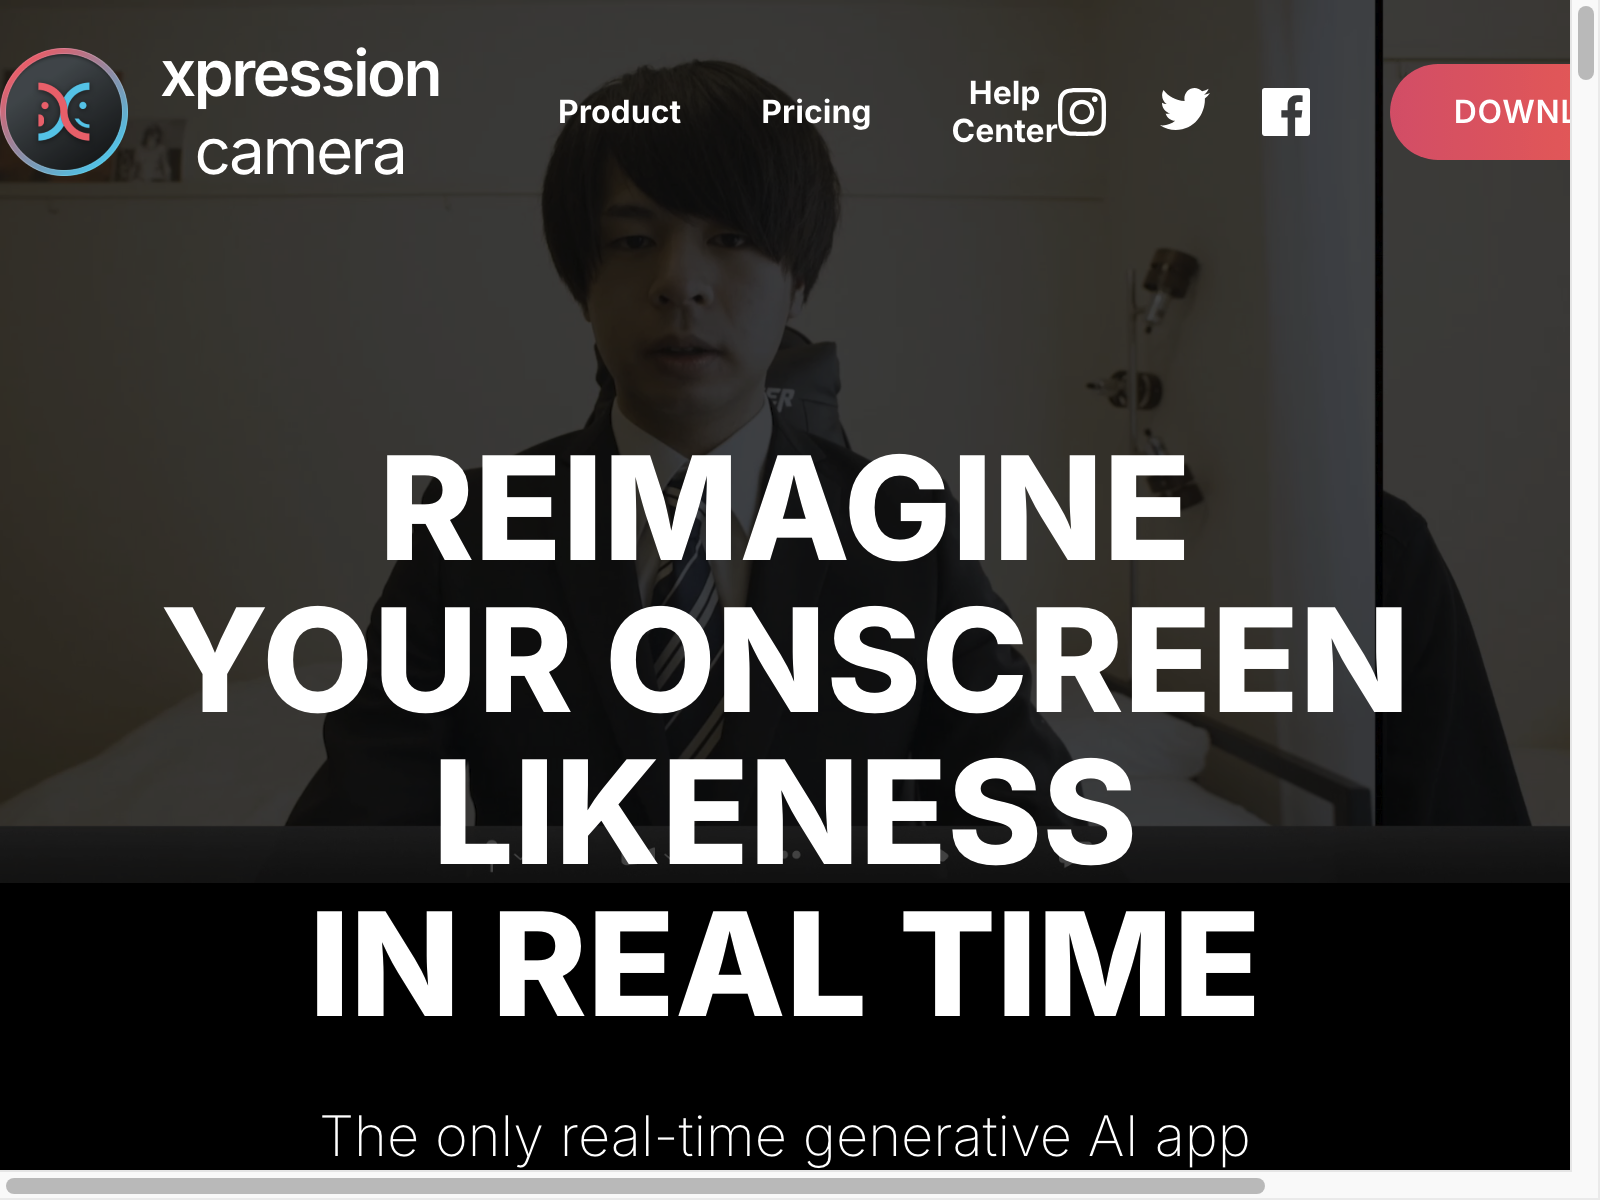 xpression
camera
Product
Pricing
Help
Center
DOWNL
ER
REIMAGINE
YOUR ONSCREEN
LIKENESS
IN REAL TIME
The only real-time generative AI app